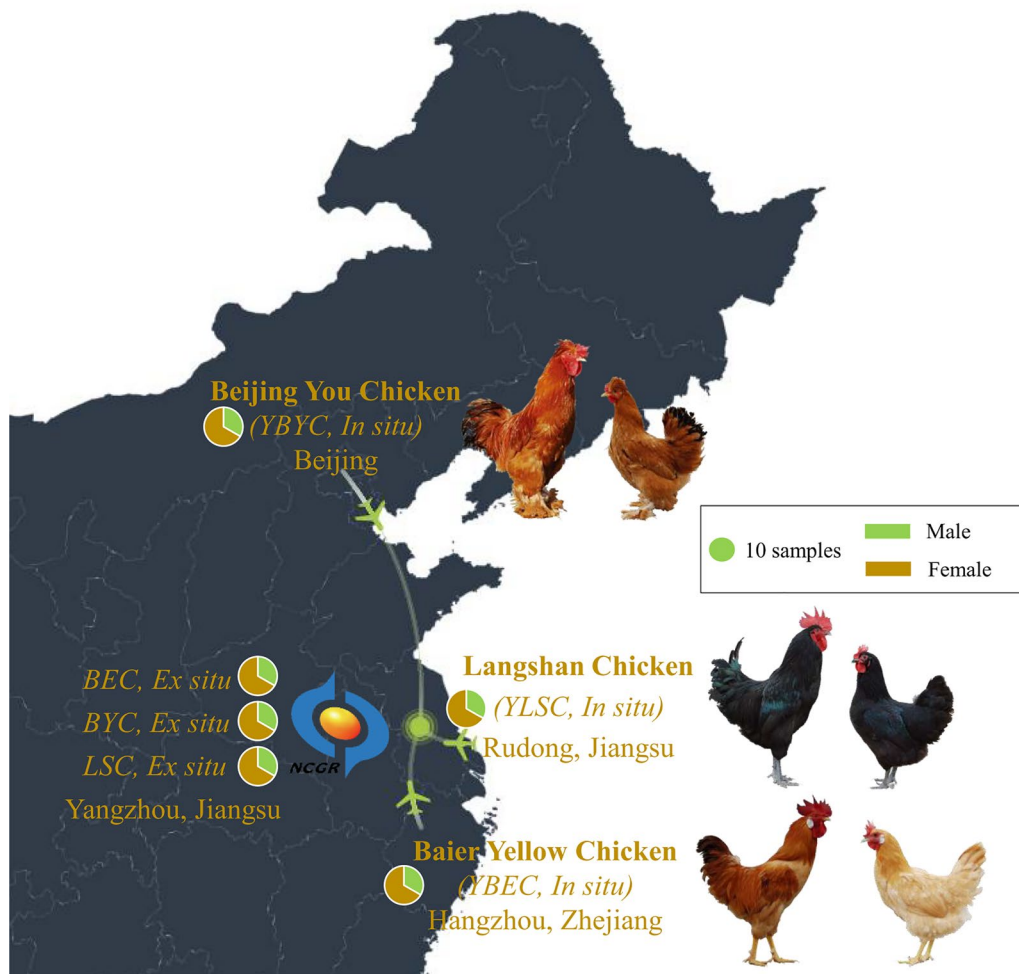 Beijing You Chicken
(YBYC, In situ)
Beijing
10 samples
Male
Female
BEC, Ex situ
BYC, Ex situ
LSC, Ex situ
Yangzhou, Jiangsu
NCGR
Langshan Chicken
(YLSC, In situ)
Rudong, Jiangsu
Baier Yellow Chicken
(YBEC, In situ)
Hangzhou, Zhejiang